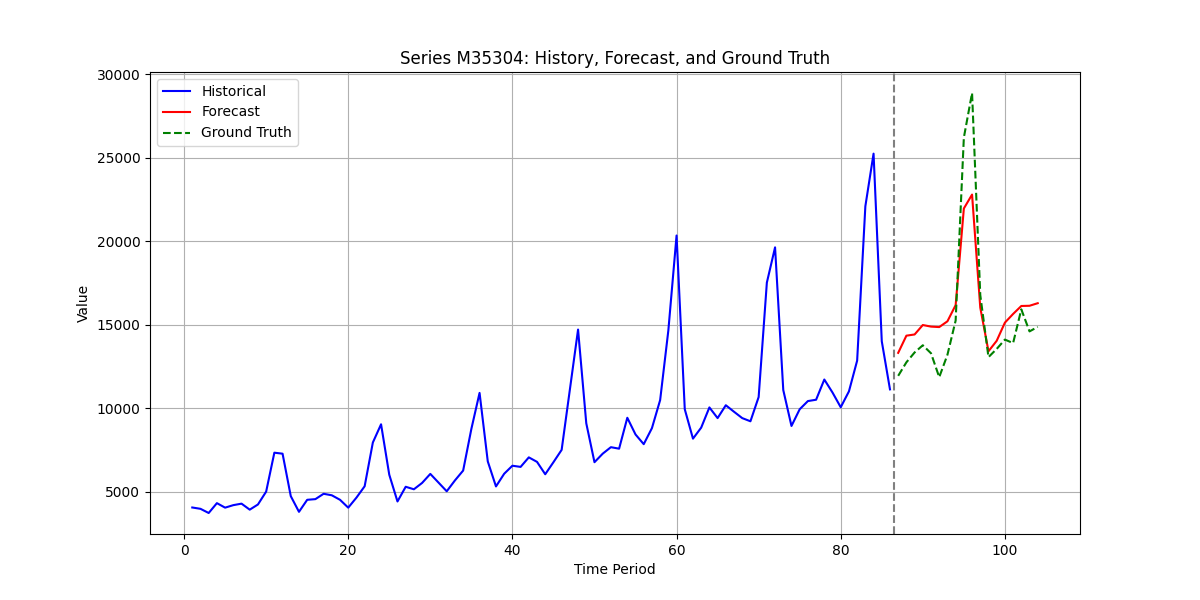 Series M35304: History, Forecast, and Ground Truth
Historical
Forecast
Ground Truth
30000
25000
20000
15000
10000
5000
Value
0 20 40 60 80 100
Time Period